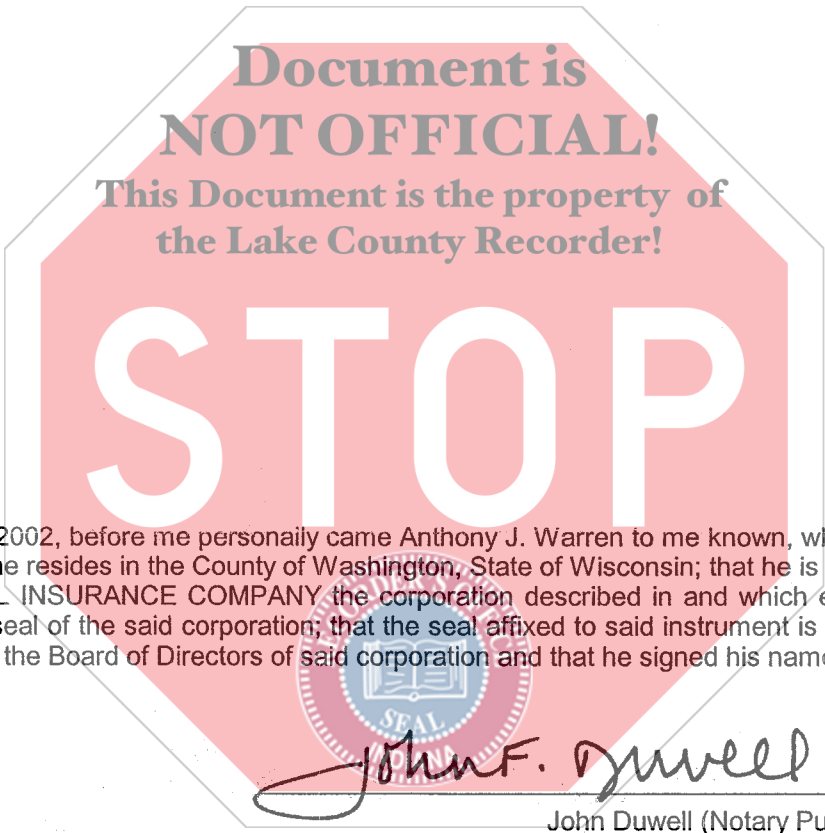 Document is
NOT OFFICIAL!
This Document is the property of
the Lake County Recorder!
STOP
2002, before me personally came Anthony J. Warren to me known, wh
e resides in the County of Washington, State of Wisconsin; that he is
L INSURANCE COMPANY the corporation described in and which e
seal of the said corporation; that the seal affixed to said instrument is
the Board of Directors of said corporation and that he signed his name
SEAL
INDIANA
John F. Duwell
John Duwell (Notary Pu